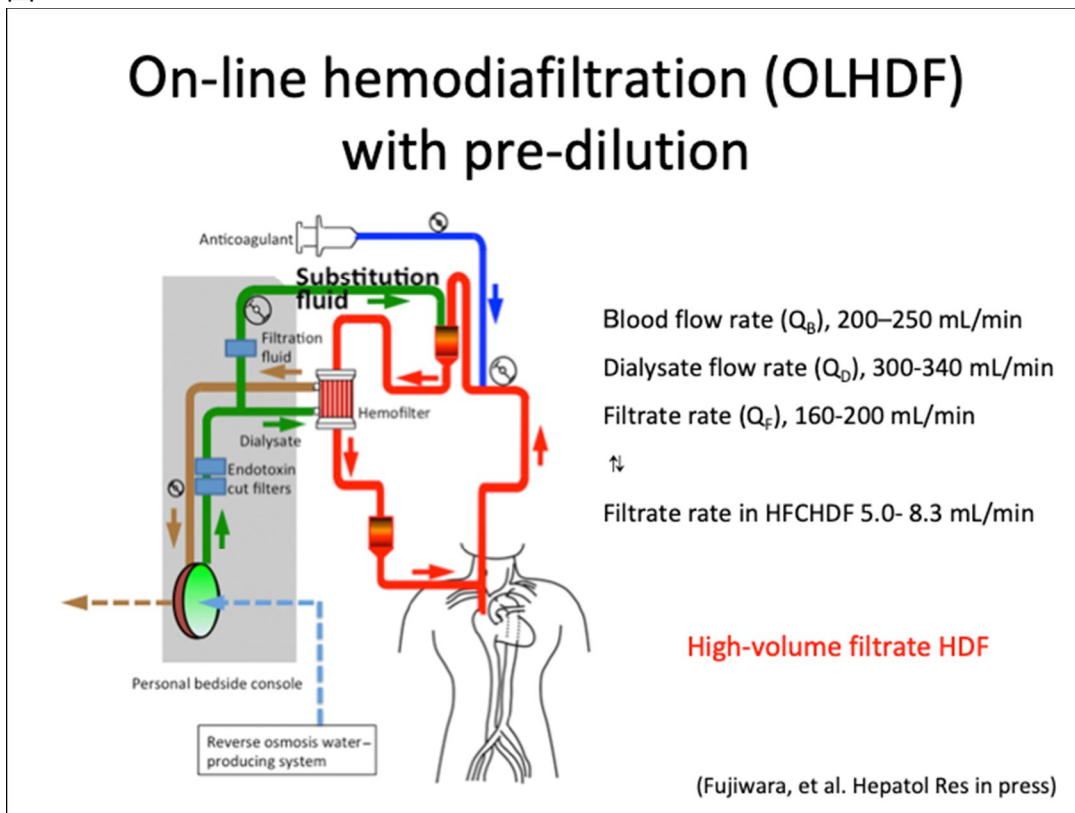 On-line hemodiafiltration (OLHDF)
with pre-dilution
Anticoagulant
Substitution
fluid
Filtration
fluid
Hemofilter
Dialysate
Endotoxin
cut filters
Personal bedside console
Reverse osmosis water–
producing system
Blood flow rate (QB), 200–250 mL/min
Dialysate flow rate (QD), 300-340 mL/min
Filtrate rate (QF), 160-200 mL/min
⇅
Filtrate rate in HFCHDF 5.0- 8.3 mL/min
High-volume filtrate HDF
(Fujiwara, et al. Hepatol Res in press)